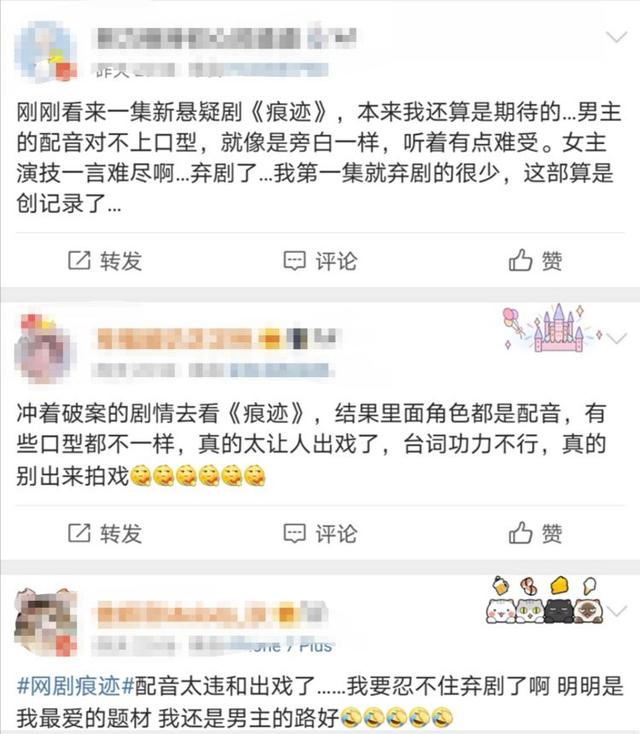 刚刚看来一集新悬疑剧《痕迹》，本来我还算是期待的...男主
的配音对不上口型，就像是旁白一样，听着有点难受。女主
演技一言难尽啊...弃剧了...我第一集就弃剧的很少，这部算是
创记录了...
转发 评论 赞
冲着破案的剧情去看《痕迹》，结果里面角色都是配音，有
些口型都不一样，真的太让人出戏了，台词功力不行，真的
别出来拍戏
转发 评论 赞
Plus
#网剧痕迹#配音太违和出戏了......我要忍不住弃剧了啊 明明是
我最爱的题材 我还是男主的路好